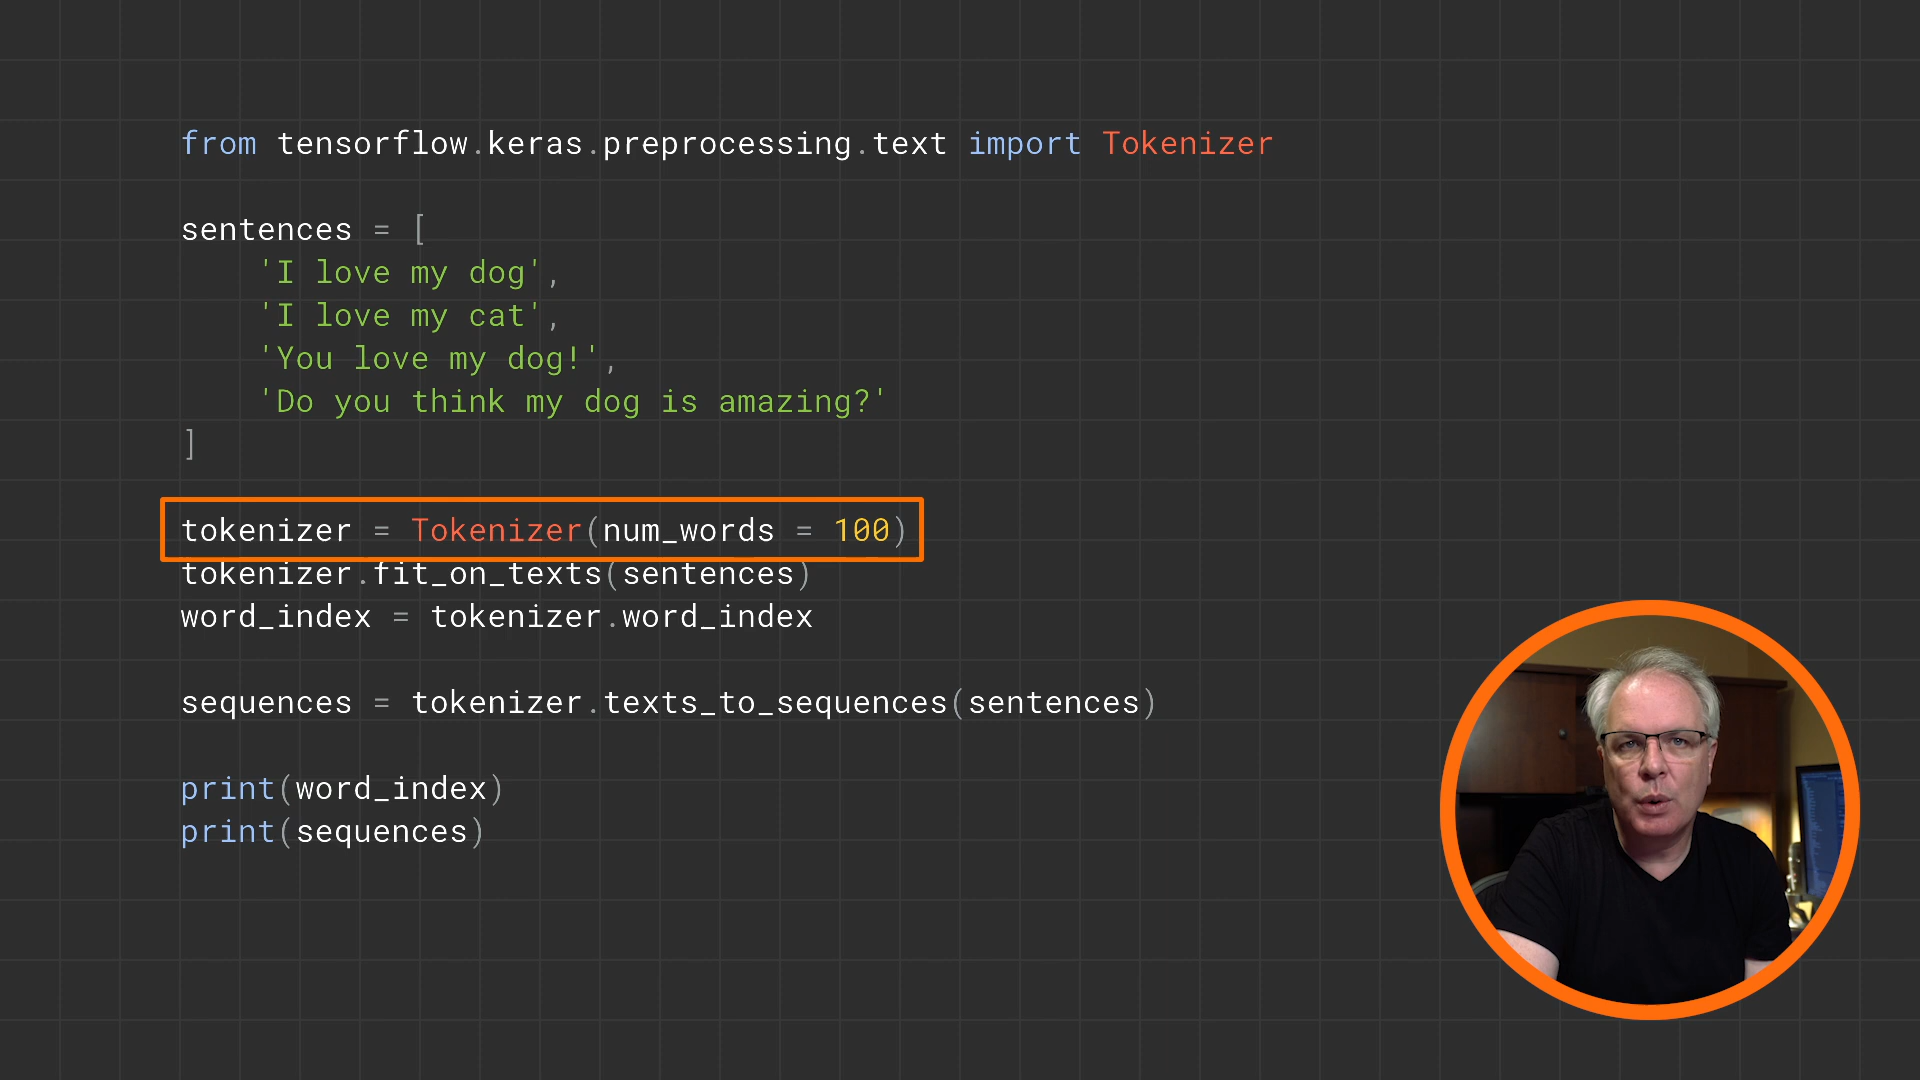 from tensorflow.keras.preprocessing.text import Tokenizer
sentences = [
'I love my dog',
'I love my cat',
'You love my dog!',
'Do you think my dog is amazing?'
]
tokenizer = Tokenizer(num_words = 100)
tokenizer.fit_on_texts(sentences)
word_index = tokenizer.word_index
sequences = tokenizer.texts_to_sequences(sentences)
print(word_index)
print(sequences)